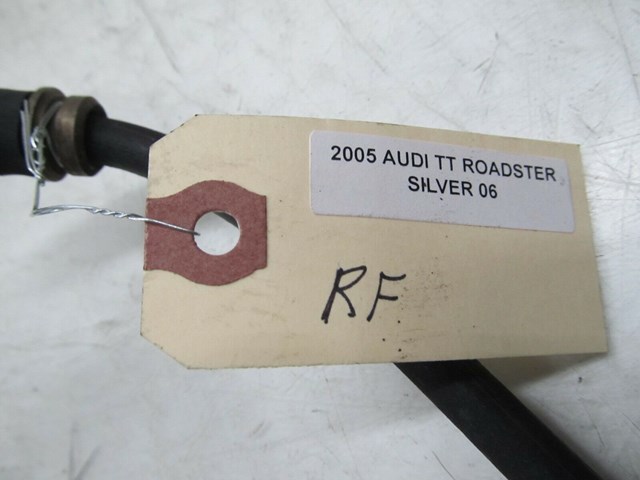 2005 AUDI TT ROADSTER
SILVER 06
RF